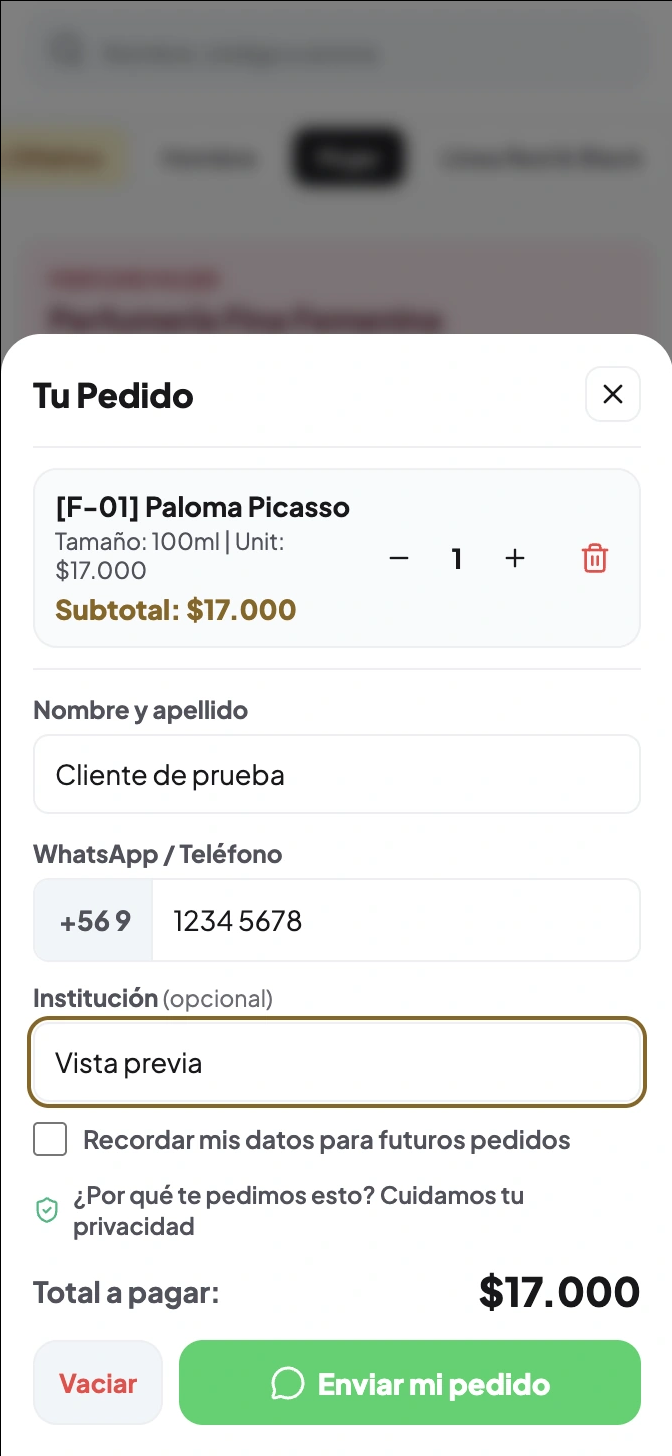 Tu Pedido
[F-01] Paloma Picasso
Tamaño: 100ml | Unit:
$17.000
Subtotal: $17.000
− 1 +
Nombre y apellido
Cliente de prueba
WhatsApp / Teléfono
+56 9 1234 5678
Institución (opcional)
Vista previa
Recordar mis datos para futuros pedidos
¿Por qué te pedimos esto? Cuidamos tu
privacidad
Total a pagar: $17.000
Vaciar Enviar mi pedido